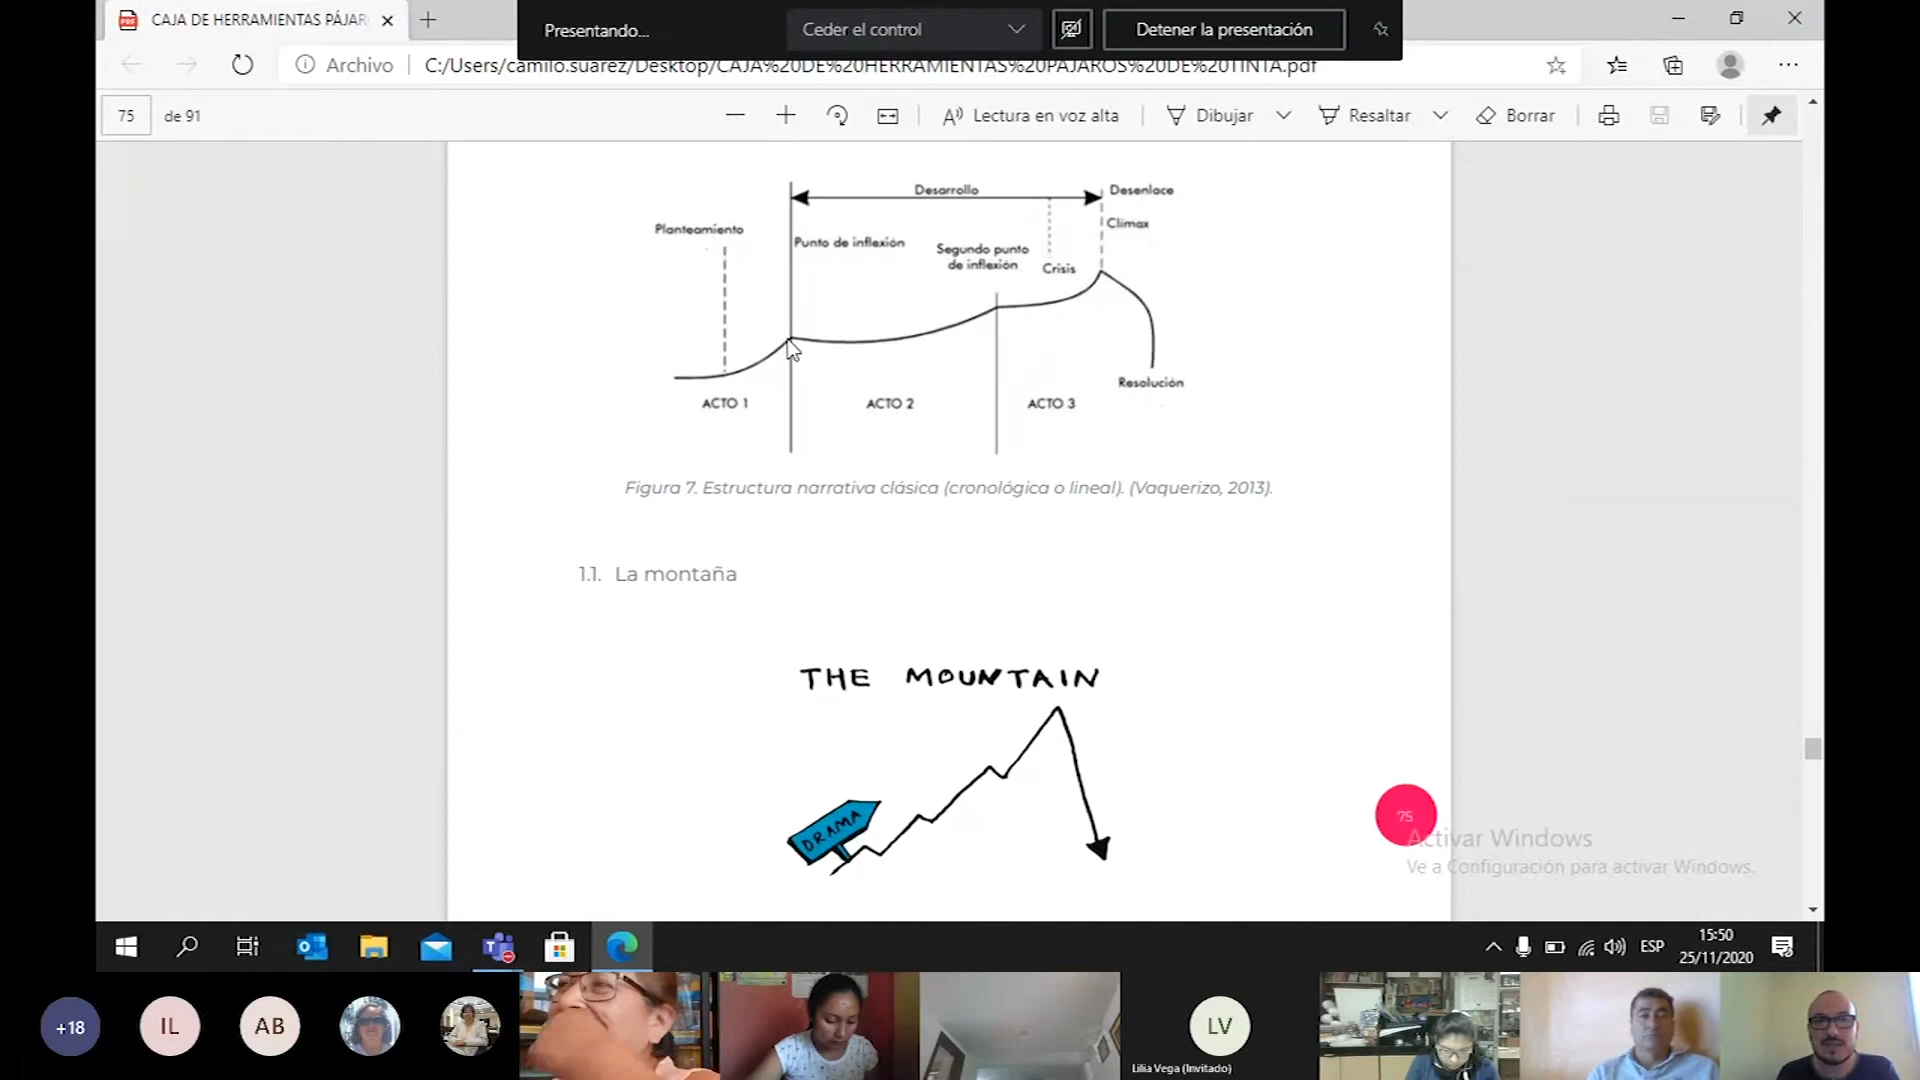 CAJA DE HERRAMIENTAS PÁJAR
Presentando...
Ceder el control
Detener la presentación
Archivo
C:/Users/camilo.suarez/Desktop/CAJA%20DE%20HERRAMIENTAS%20PÁJAROS%20DE%20TINTA.pdf
75 de 91
Lectura en voz alta
Dibujar
Resaltar
Borrar
Desarrollo
Desenlace
Planteamiento
Clímax
Punto de inflexión
Segundo punto
de inflexión
Crisis
Resolución
ACTO 1
ACTO 2
ACTO 3
Figura 7. Estructura narrativa clásica (cronológica o lineal). (Vaquerizo, 2013).
1.1. La montaña
THE MOUNTAIN
DRAMA
75
Activar Windows
Ve a Configuración para activar Windows.
ESP
15:50
25/11/2020
+18
IL
AB
LV
Lilia Vega (Invitado)